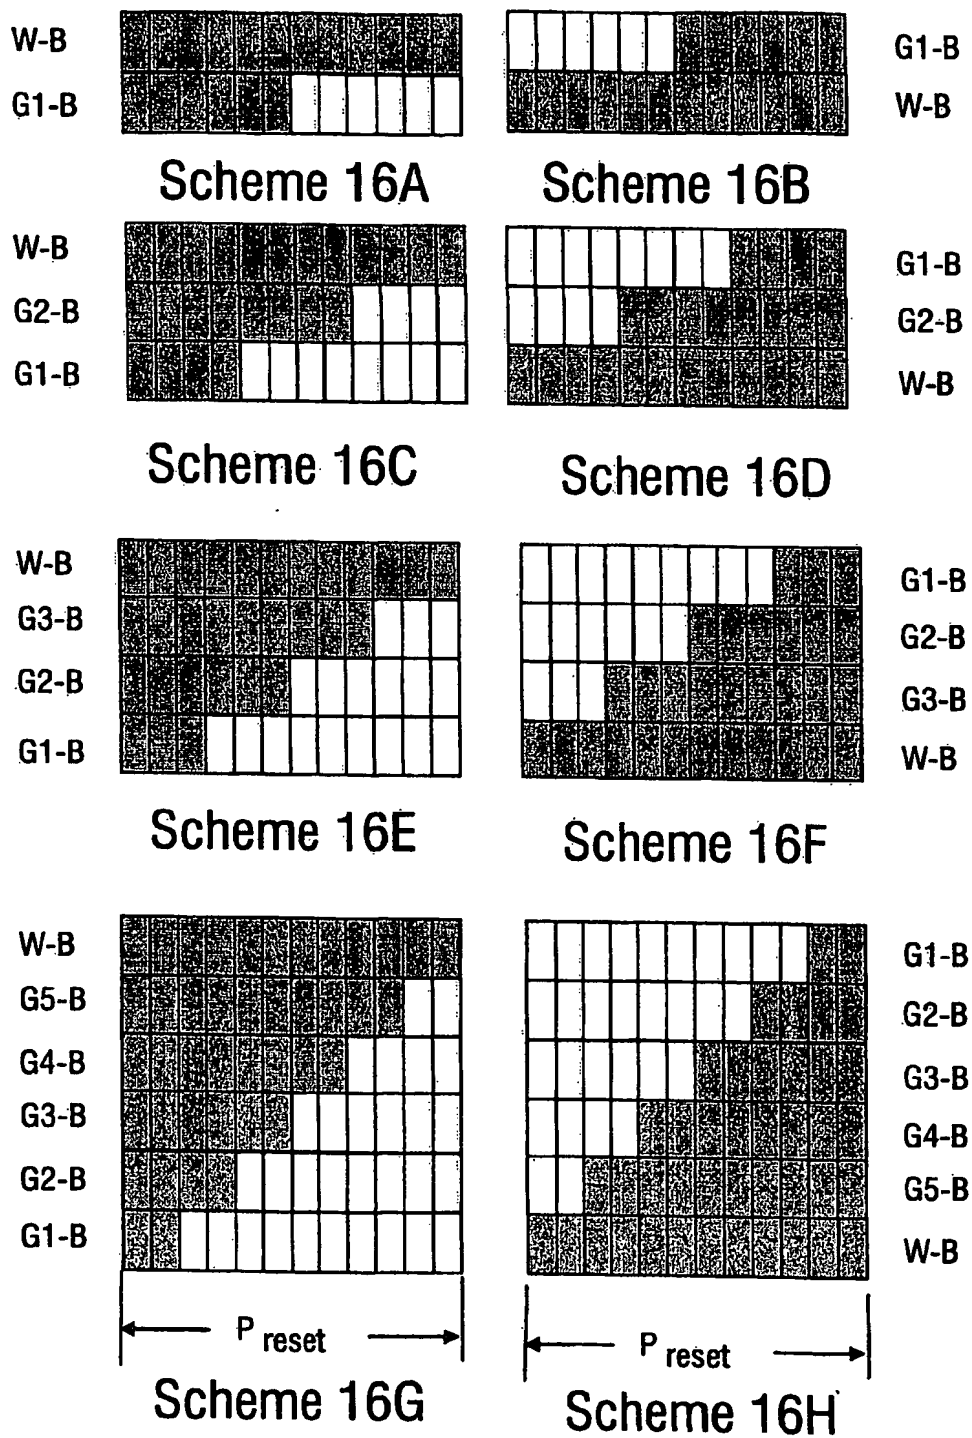 W-B
G1-B
G1-B
W-B
Scheme 16A
Scheme 16B
W-B
G2-B
G1-B
G1-B
G2-B
W-B
Scheme 16C
Scheme 16D
W-B
G3-B
G2-B
G1-B
G1-B
G2-B
G3-B
W-B
Scheme 16E
Scheme 16F
W-B
G5-B
G4-B
G3-B
G2-B
G1-B
G1-B
G2-B
G3-B
G4-B
G5-B
W-B
P reset
P reset
Scheme 16G
Scheme 16H